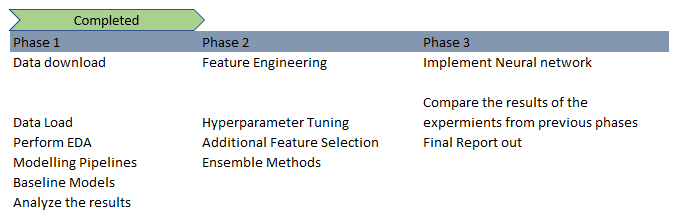 Completed
Phase 1 Phase 2 Phase 3
Data download Feature Engineering Implement Neural network
Compare the results of the
Data Load Hyperparameter Tuning expermients from previous phases
Perform EDA Additional Feature Selection Final Report out
Modelling Pipelines Ensemble Methods
Baseline Models
Analyze the results